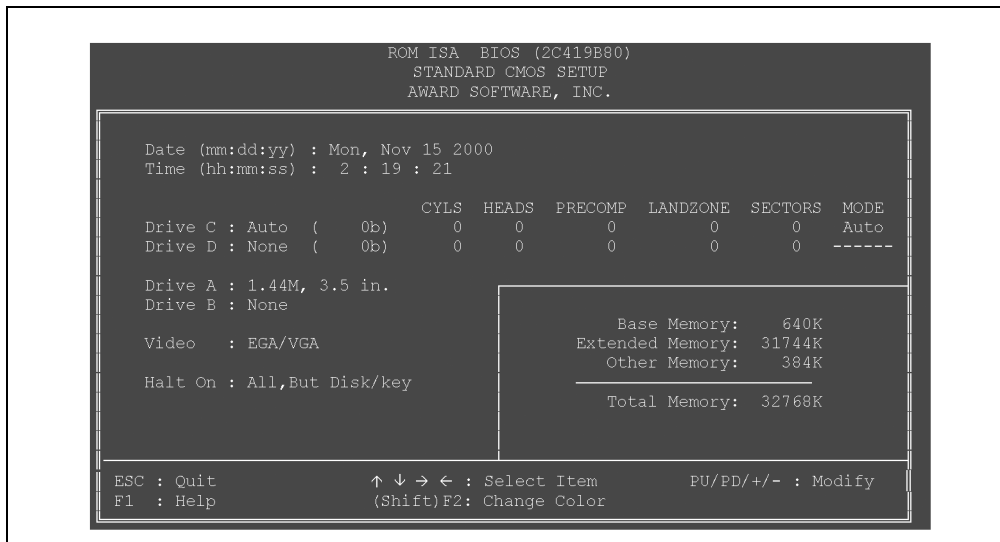 ROM ISA BIOS (2C419B80)
STANDARD CMOS SETUP
AWARD SOFTWARE, INC.
Date (mm:dd:yy) : Mon, Nov 15 2000
Time (hh:mm:ss) : 2 : 19 : 21
CYLS HEADS PRECOMP LANDZONE SECTORS MODE
Drive C : Auto ( 0b) 0 0 0 0 0 Auto
Drive D : None ( 0b) 0 0 0 0 0 ------
Drive A : 1.44M, 3.5 in.
Drive B : None
Video : EGA/VGA
Halt On : All,But Disk/key
Base Memory: 640K
Extended Memory: 31744K
Other Memory: 384K
Total Memory: 32768K
ESC : Quit ↑ ↓ → ← : Select Item PU/PD/+/- : Modify
F1 : Help (Shift)F2: Change Color